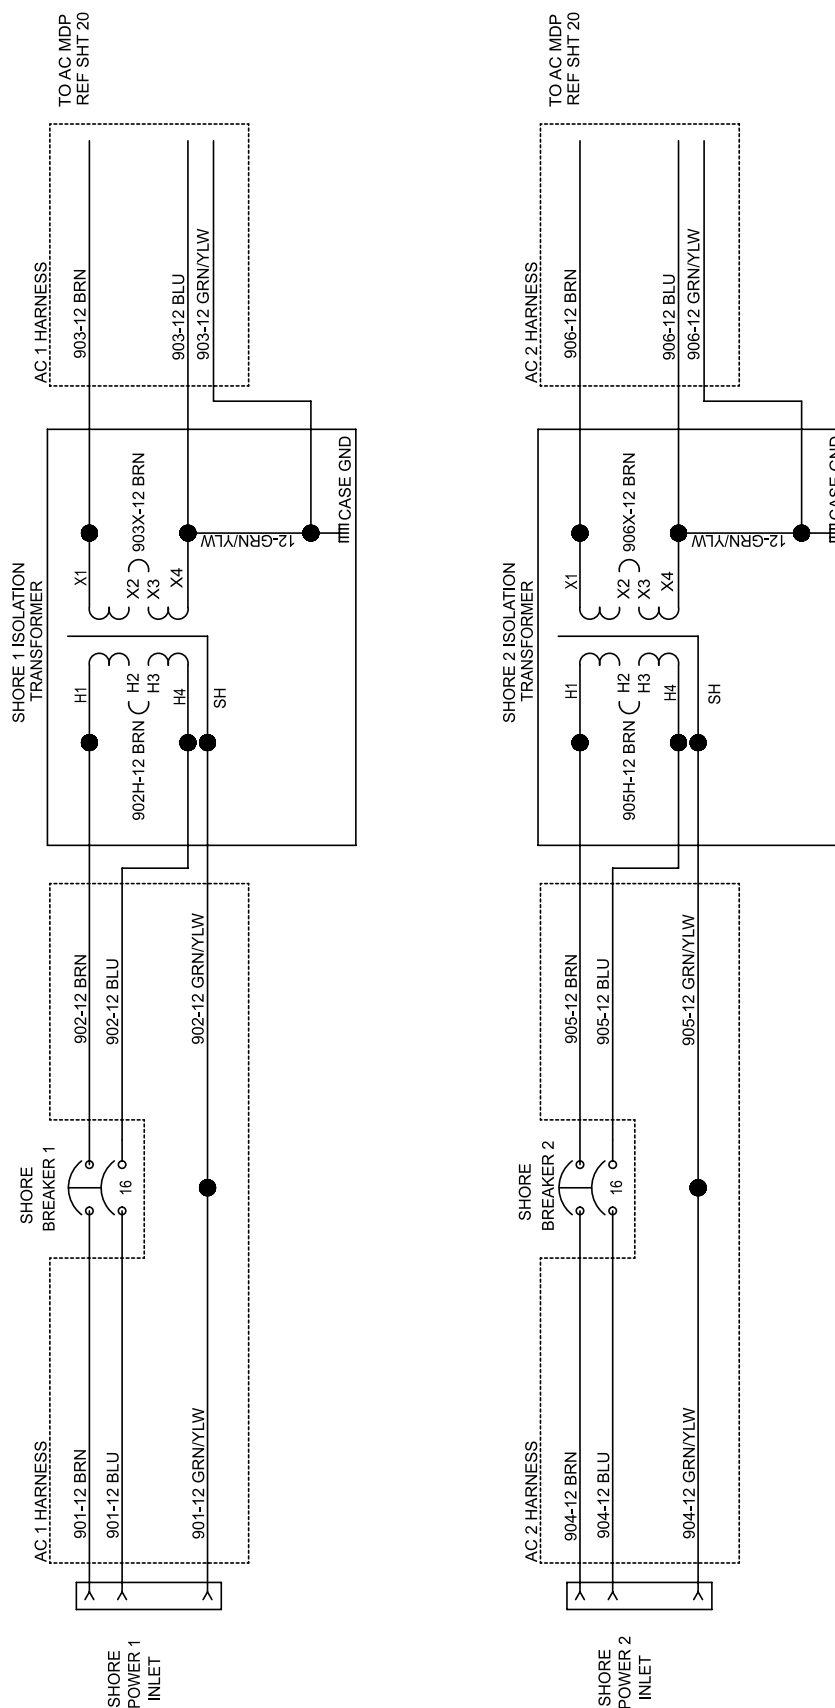 TO AC MDP
REF SHT 20
AC 1 HARNESS
903-12 BRN
903-12 BLU
903-12 GRN/YLW
SHORE 1 ISOLATION
TRANSFORMER
X1
X2
X3
X4
903X-12 BRN
12-GRN/YLW
CASE GND
H1
H2
H3
H4
SH
902H-12 BRN
902-12 BRN
902-12 BLU
902-12 GRN/YLW
SHORE
BREAKER 1
16
AC 1 HARNESS
901-12 BRN
901-12 BLU
901-12 GRN/YLW
SHORE
POWER 1
INLET
TO AC MDP
REF SHT 20
AC 2 HARNESS
906-12 BRN
906-12 BLU
906-12 GRN/YLW
SHORE 2 ISOLATION
TRANSFORMER
X1
X2
X3
X4
906X-12 BRN
12-GRN/YLW
CASE GND
H1
H2
H3
H4
SH
905H-12 BRN
905-12 BRN
905-12 BLU
905-12 GRN/YLW
SHORE
BREAKER 2
16
AC 2 HARNESS
904-12 BRN
904-12 BLU
904-12 GRN/YLW
SHORE
POWER 2
INLET